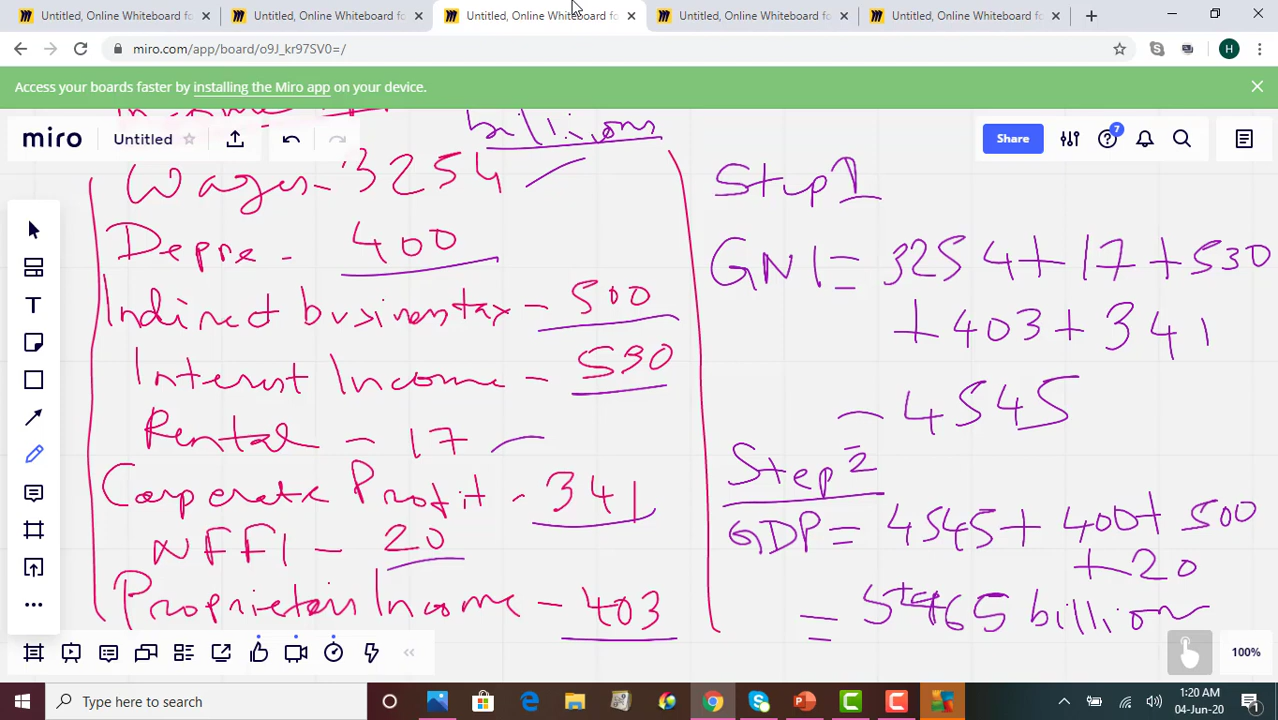 Untitled, Online Whiteboard fo
Untitled, Online Whiteboard fo
Untitled, Online Whiteboard fo
Untitled, Online Whiteboard fo
Untitled, Online Whiteboard fo
miro.com/app/board/o9J_kr97SV0=/
H
Access your boards faster by installing the Miro app on your device.
miro
Untitled
Share
7
billions
Wages - 3254
Depre - 400
Indirect business tax - 500
Interest Income - 530
Rental - 17
Corporate Profit - 341
NFFI - 20
Proprietors Income - 403
Step 1
GNI = 3254 + 17 + 530
+ 403 + 341
- 4545
Step 2
GDP = 4545 + 400 + 500
+ 20
= 5465 billion
100%
Type here to search
1:20 AM
04-Jun-20